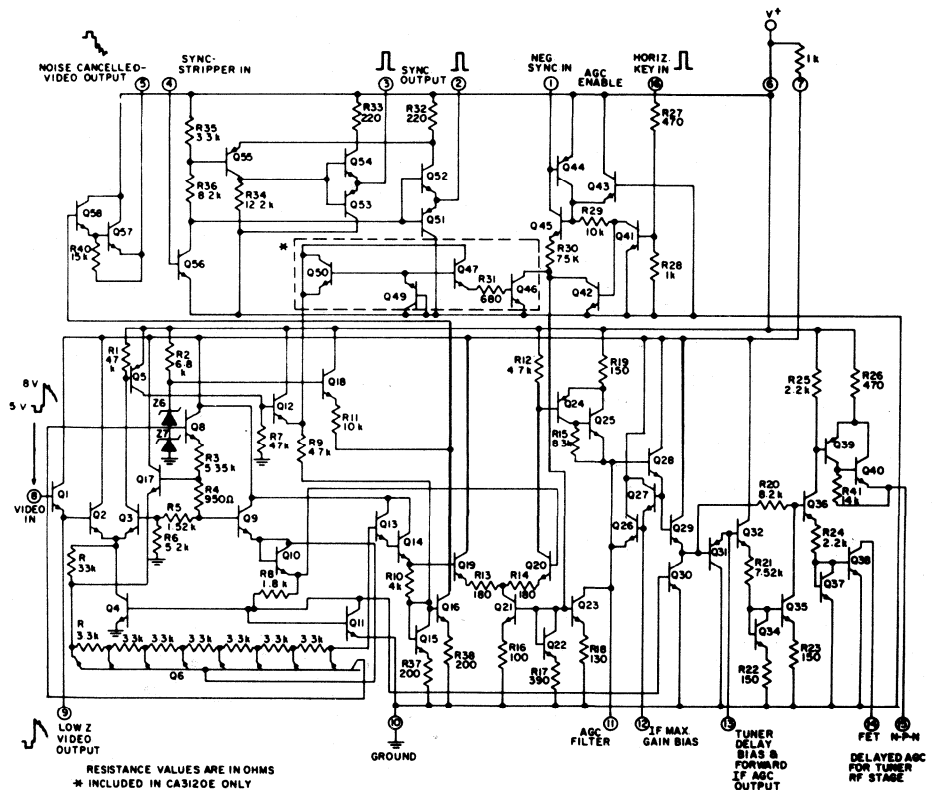 V+
1k
NOISE CANCELLED-
VIDEO OUTPUT
SYNC-
STRIPPER IN
SYNC
OUTPUT
NEG
SYNC IN
AGC
ENABLE
HORIZ.
KEY IN
5
4
3
2
1
16
6
7
R35
3.3k
R33
220
R32
220
R27
470
Q55
Q54
Q52
Q44
Q43
R36
8.2k
R34
12.2k
Q53
Q51
Q45
R29
10k
Q41
Q58
Q57
R40
15k
Q56
*
Q50
Q47
R31
680
Q46
R30
75K
R28
1k
Q49
Q42
R1
47
k
Q5
R2
6.8
k
Q18
R12
4.7k
R19
150
R25
2.2k
R26
470
8V
5V
Z6
Z7
Q8
Q12
R11
10k
Q24
Q25
Q39
Q40
R3
5.35k
R7
47k
R9
4.7k
R15
8.3k
Q28
Q17
R4
950Ω
R20
8.2k
R41
14k
8
VIDEO
IN
Q1
Q2
Q3
R5
1.52k
R6
5.2k
Q9
Q10
Q13
Q14
Q27
Q26
Q29
Q32
Q36
R24
2.2k
R
33k
R8
1.8k
R10
4k
Q19
R13
180
R14
180
Q20
Q30
Q31
R21
7.52k
Q38
Q37
Q4
Q11
Q15
Q16
Q21
Q22
Q23
Q34
Q35
R
3.3k
3.3k
3.3k
3.3k
3.3k
3.3k
3.3k
Q6
R37
200
R38
200
R16
100
R17
390
R18
130
R22
150
R23
150
9
LOW Z
VIDEO
OUTPUT
10
GROUND
11
AGC
FILTER
12
IF MAX.
GAIN BIAS
13
TUNER
DELAY
BIAS &
FORWARD
IF AGC
OUTPUT
14
FET
15
N-P-N
DELAYED AGC
FOR TUNER
RF STAGE
RESISTANCE VALUES ARE IN OHMS
* INCLUDED IN CA3120E ONLY